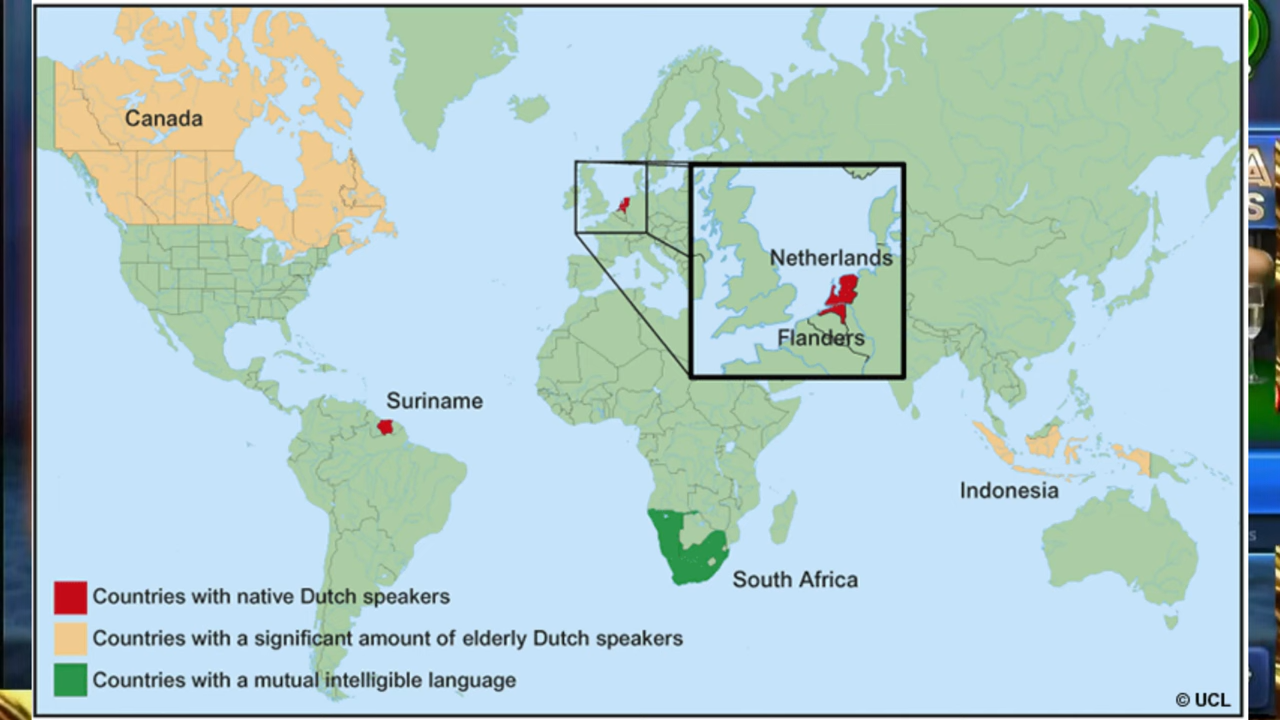 Canada
Netherlands
Flanders
Suriname
Indonesia
South Africa
Countries with native Dutch speakers
Countries with a significant amount of elderly Dutch speakers
Countries with a mutual intelligible language
© UCL